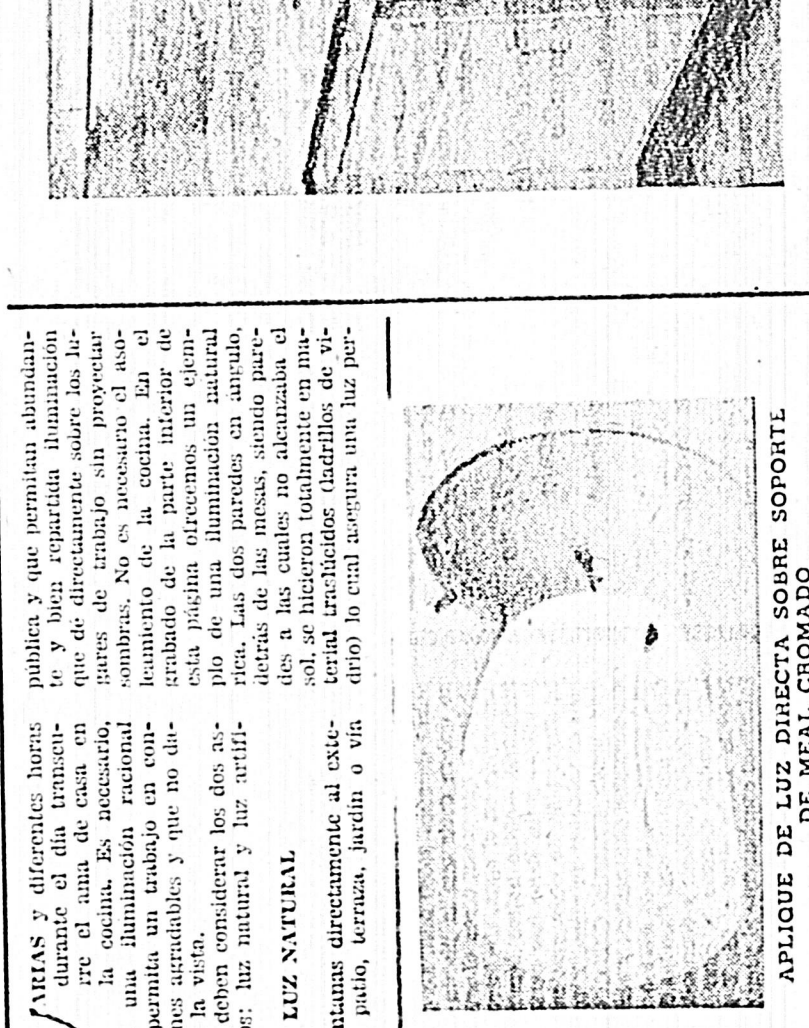 ARIAS y diferentes horas
durante el día transcu-
rre el ama de casa en
la cocina. Es necesario,
una iluminación racional
permita un trabajo en con-
nes agradables y que no da-
la vista.
deben considerar los dos as-
os: luz natural y luz artifi-
LUZ NATURAL
ntanas directamente al exte-
patio, terraza, jardín o vía
pública y que permitan abundan-
te y bien repartida iluminación
que dé directamente sobre los lu-
gares de trabajo sin proyectar
sombras. No es necesario el aso-
leamiento de la cocina. En el
grabado de la parte inferior de
esta página ofrecemos un ejem-
plo de una iluminación natural
rica. Las dos paredes en ángulo,
detrás de las mesas, siendo pare-
des a las cuales no alcanzaba el
sol, se hicieron totalmente en ma-
terial traslúcidos (ladrillos de vi-
drio) lo cual asegura una luz per-
APLIQUE DE LUZ DIRECTA SOBRE SOPORTE
DE MEAL CROMADO